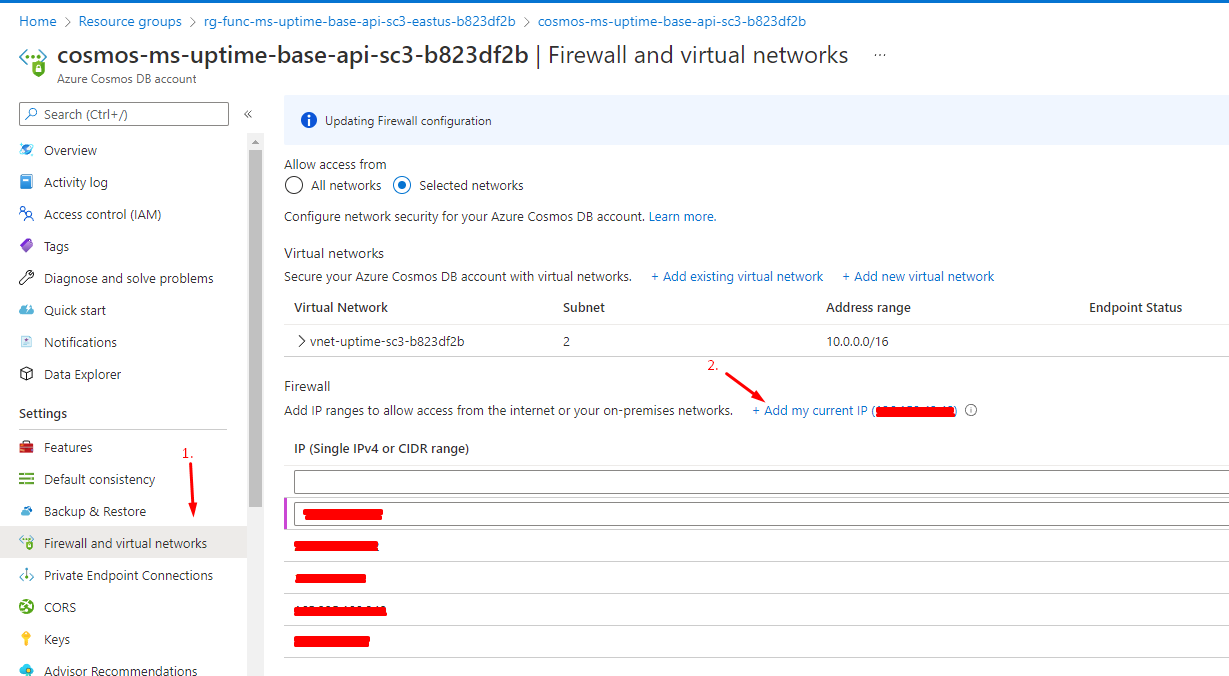 Home > Resource groups > rg-func-ms-uptime-base-api-sc3-eastus-b823df2b > cosmos-ms-uptime-base-api-sc3-b823df2b
cosmos-ms-uptime-base-api-sc3-b823df2b | Firewall and virtual networks ...
Azure Cosmos DB account
Search (Ctrl+/) «
Overview
Activity log
Access control (IAM)
Tags
Diagnose and solve problems
Quick start
Notifications
Data Explorer
Settings
Features
1.
Default consistency
Backup & Restore
Firewall and virtual networks
Private Endpoint Connections
CORS
Keys
Advisor Recommendations
Updating Firewall configuration
Allow access from
All networks Selected networks
Configure network security for your Azure Cosmos DB account. Learn more.
Virtual networks
Secure your Azure Cosmos DB account with virtual networks. + Add existing virtual network + Add new virtual network
Virtual Network Subnet Address range Endpoint Status
> vnet-uptime-sc3-b823df2b 2 10.0.0.0/16
2.
Firewall
Add IP ranges to allow access from the internet or your on-premises networks. + Add my current IP ( )
IP (Single IPv4 or CIDR range)